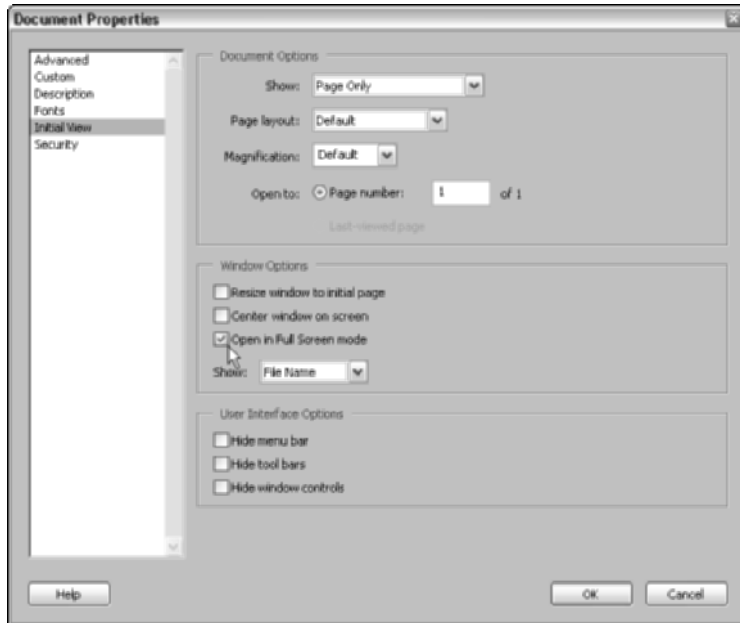 Document Properties
Advanced
Custom
Description
Fonts
Initial View
Security
Document Options
Show: Page Only
Page layout: Default
Magnification: Default
Open to: Page number: 1 of 1
Last-viewed page
Window Options
Resize window to initial page
Center window on screen
Open in Full Screen mode
Show: File Name
User Interface Options
Hide menu bar
Hide tool bars
Hide window controls
Help OK Cancel